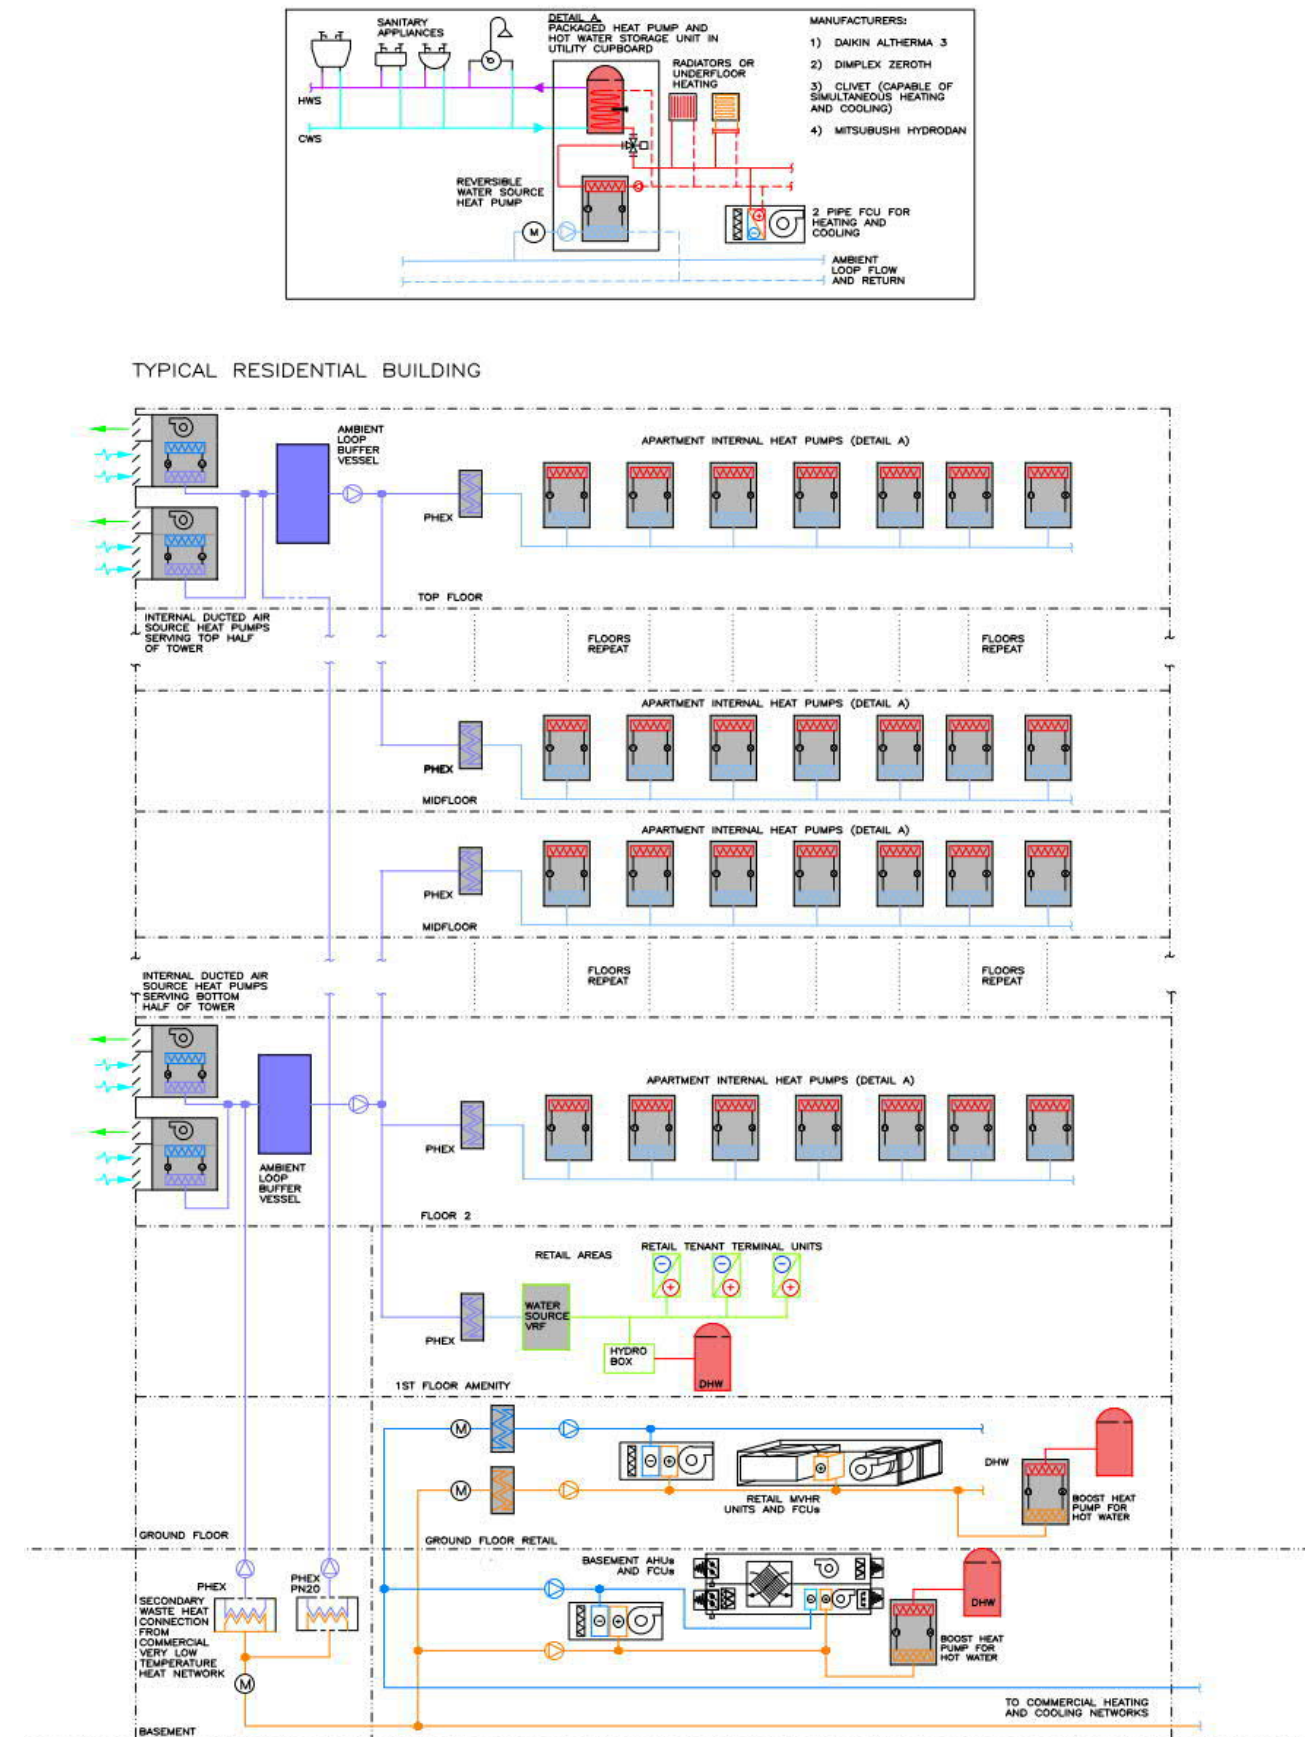 SANITARY
APPLIANCES
DETAIL A.
PACKAGED HEAT PUMP AND
HOT WATER STORAGE UNIT IN
UTILITY CUPBOARD
MANUFACTURERS:
1) DAIKIN ALTHERMA 3
2) DIMPLEX ZEROTH
3) CLIVET (CAPABLE OF
SIMULTANEOUS HEATING
AND COOLING)
4) MITSUBUSHI HYDRODAN
RADIATORS OR
UNDERFLOOR
HEATING
HWS
CWS
REVERSIBLE
WATER SOURCE
HEAT PUMP
M
2 PIPE FCU FOR
HEATING AND
COOLING
AMBIENT
LOOP FLOW
AND RETURN
TYPICAL RESIDENTIAL BUILDING
AMBIENT
LOOP
BUFFER
VESSEL
APARTMENT INTERNAL HEAT PUMPS (DETAIL A)
PHEX
TOP FLOOR
INTERNAL DUCTED AIR
SOURCE HEAT PUMPS
SERVING TOP HALF
OF TOWER
FLOORS
REPEAT
FLOORS
REPEAT
APARTMENT INTERNAL HEAT PUMPS (DETAIL A)
PHEX
MIDFLOOR
APARTMENT INTERNAL HEAT PUMPS (DETAIL A)
PHEX
MIDFLOOR
INTERNAL DUCTED AIR
SOURCE HEAT PUMPS
SERVING BOTTOM
HALF OF TOWER
FLOORS
REPEAT
FLOORS
REPEAT
APARTMENT INTERNAL HEAT PUMPS (DETAIL A)
PHEX
AMBIENT
LOOP
BUFFER
VESSEL
FLOOR 2
RETAIL AREAS
RETAIL TENANT TERMINAL UNITS
WATER
SOURCE
VRF
PHEX
HYDRO
BOX
DHW
1ST FLOOR AMENITY
M
DHW
M
RETAIL MVHR
UNITS AND FCUs
BOOST HEAT
PUMP FOR
HOT WATER
GROUND FLOOR
GROUND FLOOR RETAIL
BASEMENT AHUs
AND FCUs
PHEX
PHEX
PN20
SECONDARY
WASTE HEAT
CONNECTION
FROM
COMMERCIAL
VERY LOW
TEMPERATURE
HEAT NETWORK
M
DHW
BOOST HEAT
PUMP FOR
HOT WATER
TO COMMERCIAL HEATING
AND COOLING NETWORKS
BASEMENT